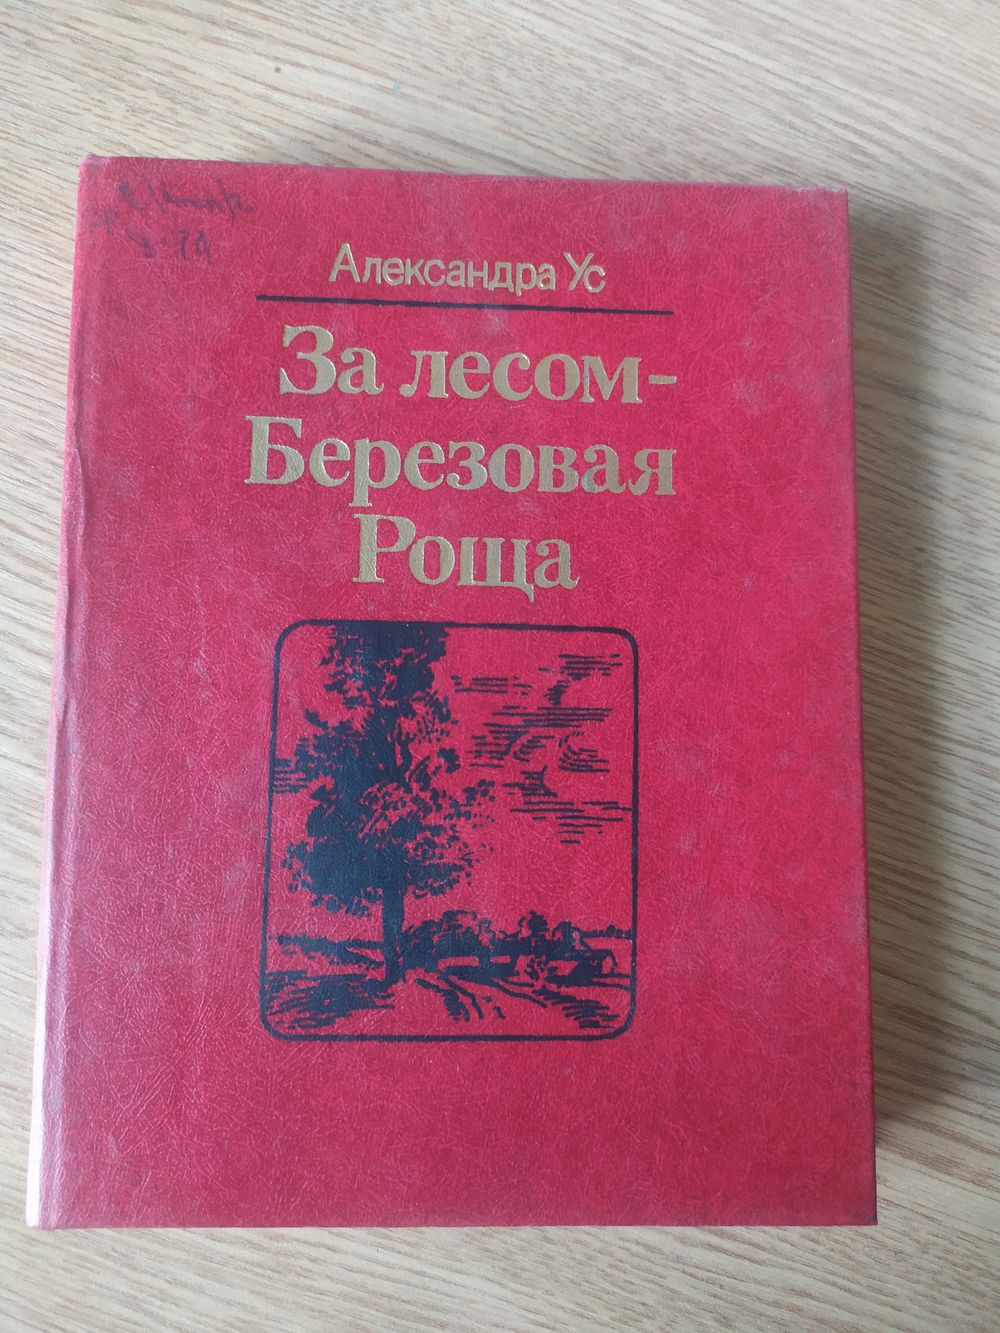 Александра Ус
За лесом-
Березовая
Роща